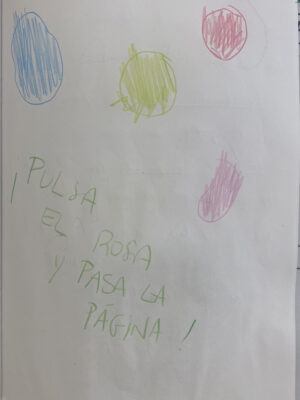 ¡PULSA
EL ROSA
Y PASA LA
PÁGINA!